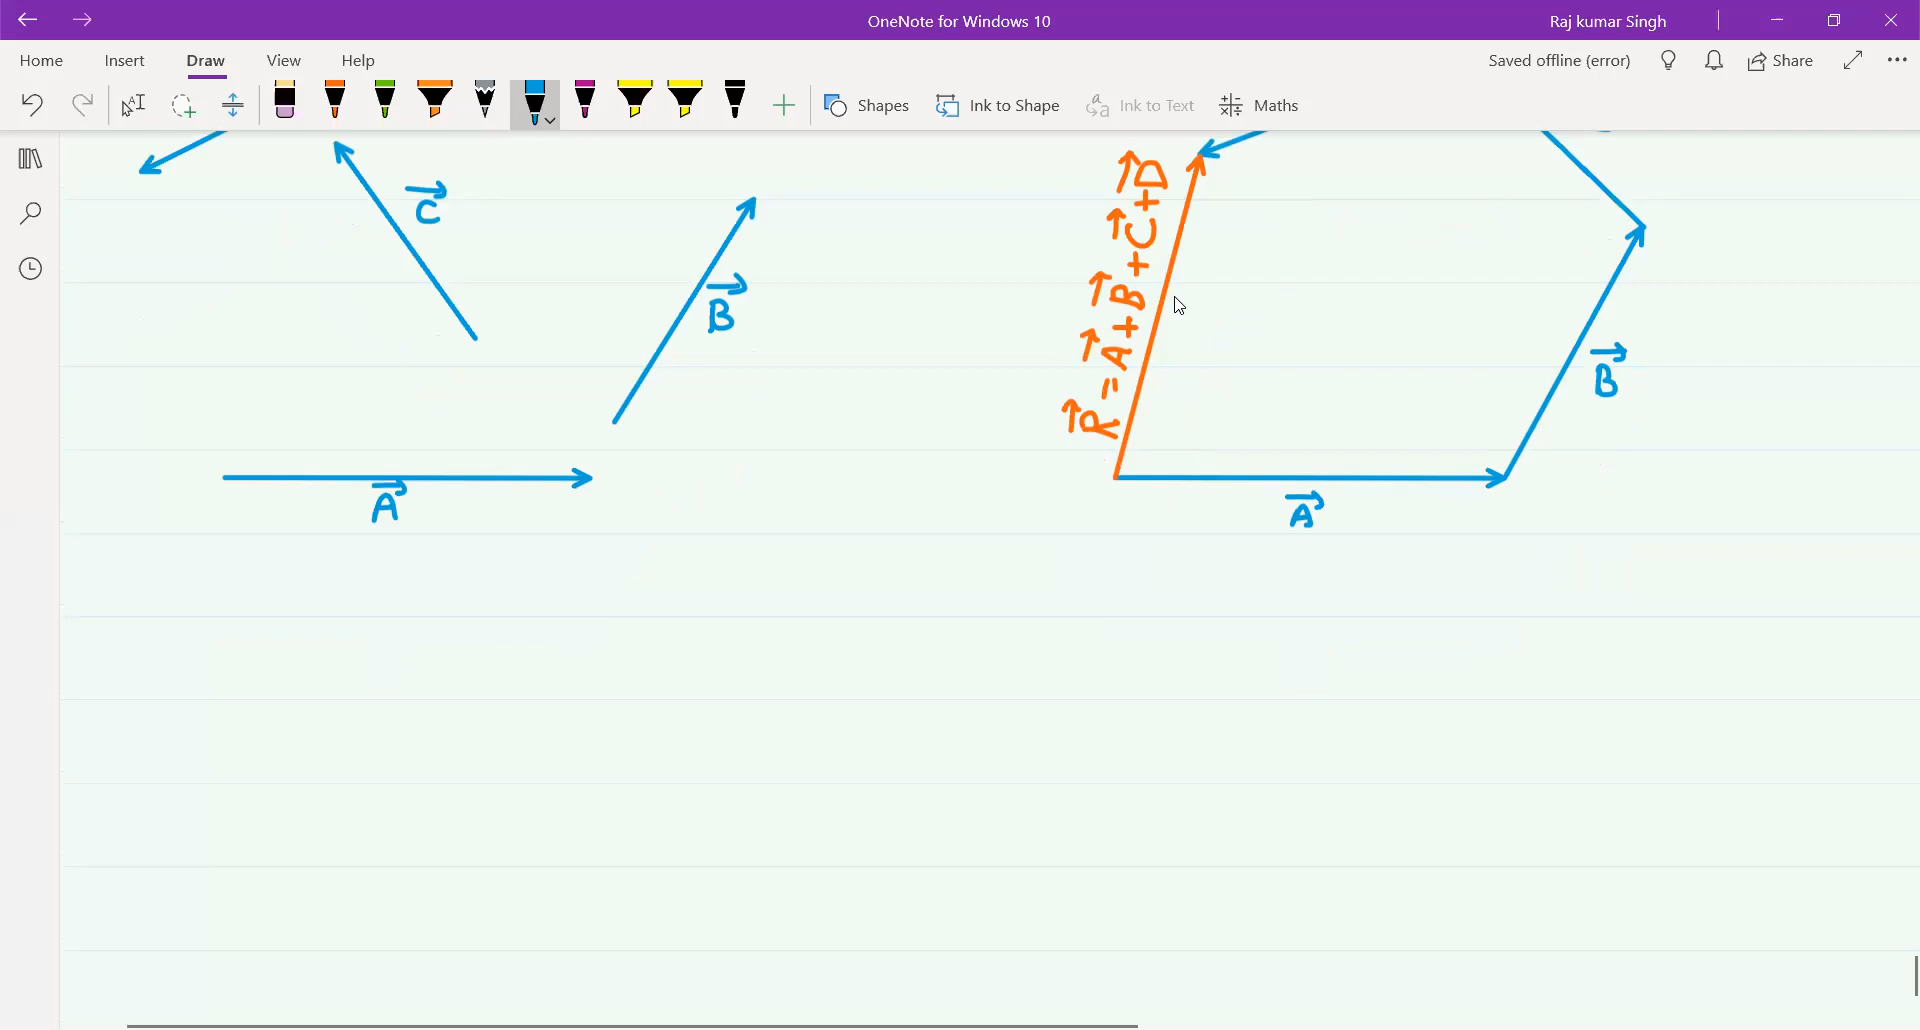 OneNote for Windows 10
Raj kumar Singh
Home Insert Draw View Help
Saved offline (error)
Share
Shapes
Ink to Shape
Ink to Text
Maths
C⃗
B⃗
A⃗
R⃗ = A⃗ + B⃗ + C⃗ + D⃗
B⃗
A⃗